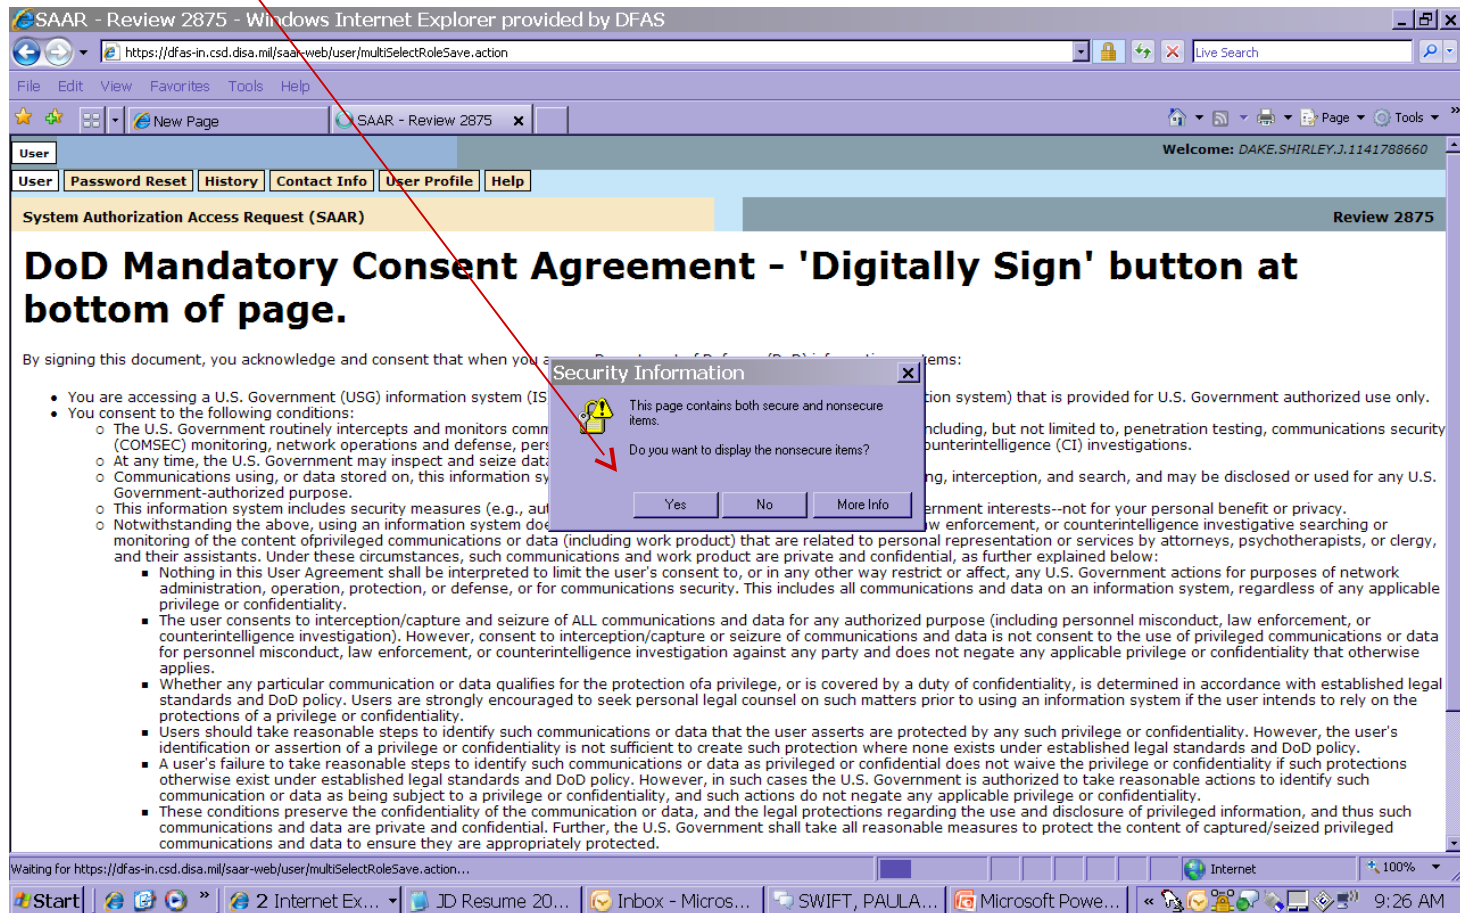 SAAR - Review 2875 - Windows Internet Explorer provided by DFAS
https://dfas-in.csd.disa.mil/saar-web/user/multiSelectRoleSave.action
Live Search
File Edit View Favorites Tools Help
New Page
SAAR - Review 2875
Page
Tools
User
Welcome: DAKE.SHIRLEY.J.1141788660
User Password Reset History Contact Info User Profile Help
System Authorization Access Request (SAAR)
Review 2875
DoD Mandatory Consent Agreement - 'Digitally Sign' button at
bottom of page.
By signing this document, you acknowledge and consent that when you
Security Information
This page contains both secure and nonsecure
items.
Do you want to display the nonsecure items?
Yes No More Info
You are accessing a U.S. Government (USG) information system (IS
tion system) that is provided for U.S. Government authorized use only.
You consent to the following conditions:
The U.S. Government routinely intercepts and monitors comm
ncluding, but not limited to, penetration testing, communications security
(COMSEC) monitoring, network operations and defense, pers
ounterintelligence (CI) investigations.
At any time, the U.S. Government may inspect and seize data
Communications using, or data stored on, this information sy
ng, interception, and search, and may be disclosed or used for any U.S.
Government-authorized purpose.
This information system includes security measures (e.g., aut
ernment interests--not for your personal benefit or privacy.
Notwithstanding the above, using an information system doe
w enforcement, or counterintelligence investigative searching or
monitoring of the content ofprivileged communications or data (including work product) that are related to personal representation or services by attorneys, psychotherapists, or clergy,
and their assistants. Under these circumstances, such communications and work product are private and confidential, as further explained below:
Nothing in this User Agreement shall be interpreted to limit the user's consent to, or in any other way restrict or affect, any U.S. Government actions for purposes of network
administration, operation, protection, or defense, or for communications security. This includes all communications and data on an information system, regardless of any applicable
privilege or confidentiality.
The user consents to interception/capture and seizure of ALL communications and data for any authorized purpose (including personnel misconduct, law enforcement, or
counterintelligence investigation). However, consent to interception/capture or seizure of communications and data is not consent to the use of privileged communications or data
for personnel misconduct, law enforcement, or counterintelligence investigation against any party and does not negate any applicable privilege or confidentiality that otherwise
applies.
Whether any particular communication or data qualifies for the protection ofa privilege, or is covered by a duty of confidentiality, is determined in accordance with established legal
standards and DoD policy. Users are strongly encouraged to seek personal legal counsel on such matters prior to using an information system if the user intends to rely on the
protections of a privilege or confidentiality.
Users should take reasonable steps to identify such communications or data that the user asserts are protected by any such privilege or confidentiality. However, the user's
identification or assertion of a privilege or confidentiality is not sufficient to create such protection where none exists under established legal standards and DoD policy.
A user's failure to take reasonable steps to identify such communications or data as privileged or confidential does not waive the privilege or confidentiality if such protections
otherwise exist under established legal standards and DoD policy. However, in such cases the U.S. Government is authorized to take reasonable actions to identify such
communication or data as being subject to a privilege or confidentiality, and such actions do not negate any applicable privilege or confidentiality.
These conditions preserve the confidentiality of the communication or data, and the legal protections regarding the use and disclosure of privileged information, and thus such
communications and data are private and confidential. Further, the U.S. Government shall take all reasonable measures to protect the content of captured/seized privileged
communications and data to ensure they are appropriately protected.
Waiting for https://dfas-in.csd.disa.mil/saar-web/user/multiSelectRoleSave.action...
Internet
100%
Start
2 Internet Ex...
JD Resume 20...
Inbox - Micros...
SWIFT, PAULA...
Microsoft Powe...
9:26 AM